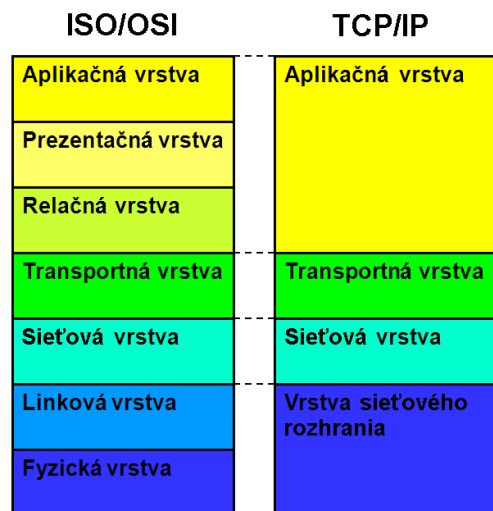 ISO/OSI
Aplikačná vrstva
Prezentačná vrstva
Relačná vrstva
Transportná vrstva
Sieťová vrstva
Linková vrstva
Fyzická vrstva
TCP/IP
Aplikačná vrstva
Transportná vrstva
Sieťová vrstva
Vrstva sieťového
rozhrania